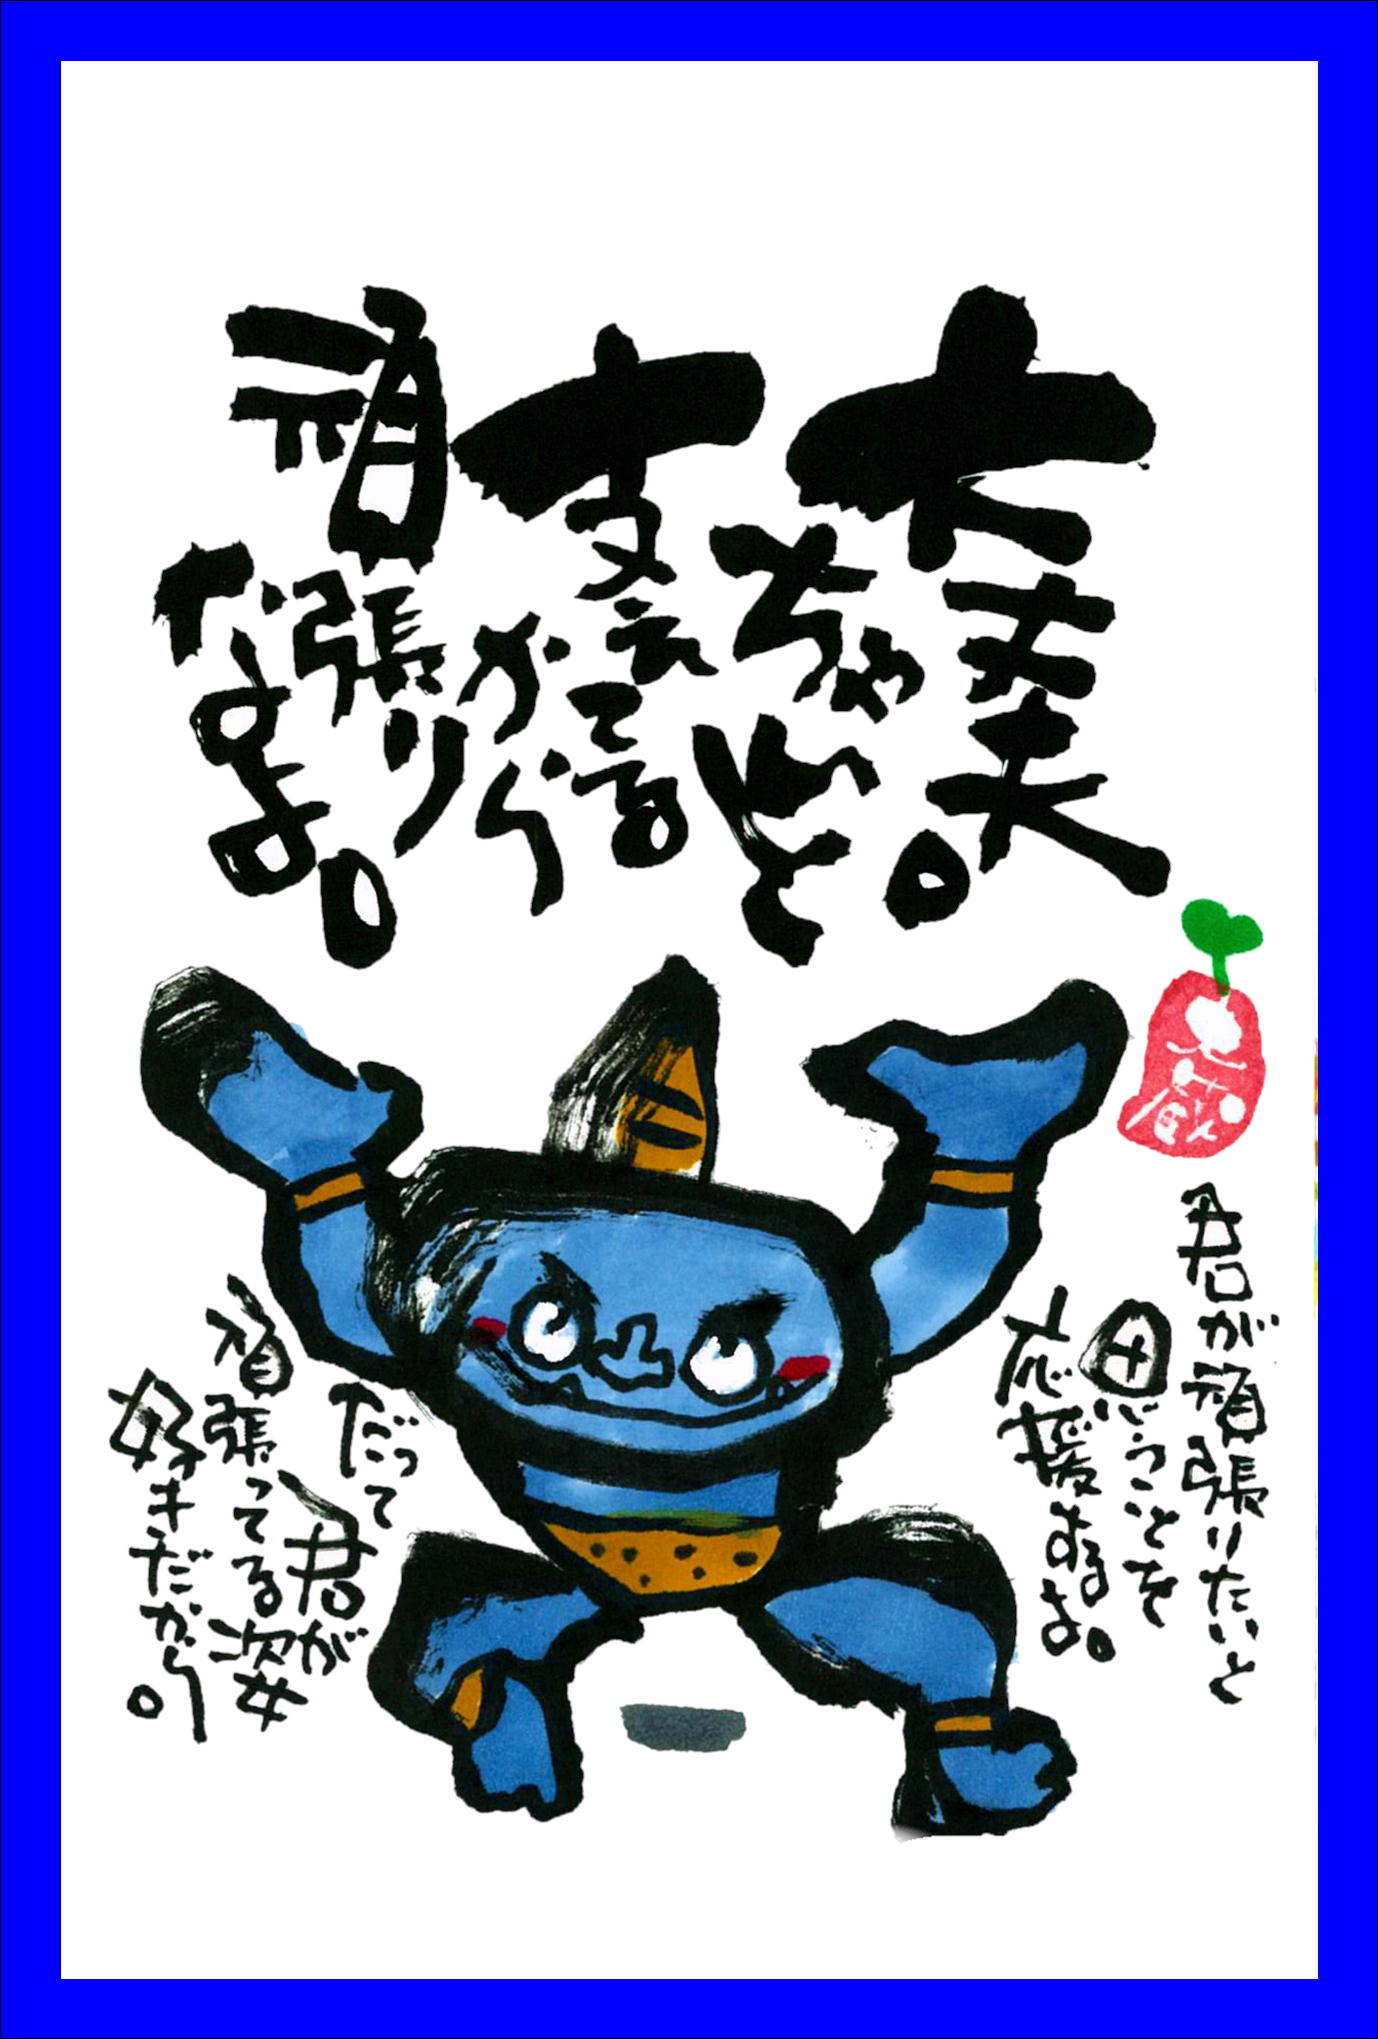 大丈夫。
ちゃんと
支えてる
から
頑張り
なよ。
君が頑張りたいと
思うことを
応援するよ。
だって
君が
頑張ってる姿
好きだから。